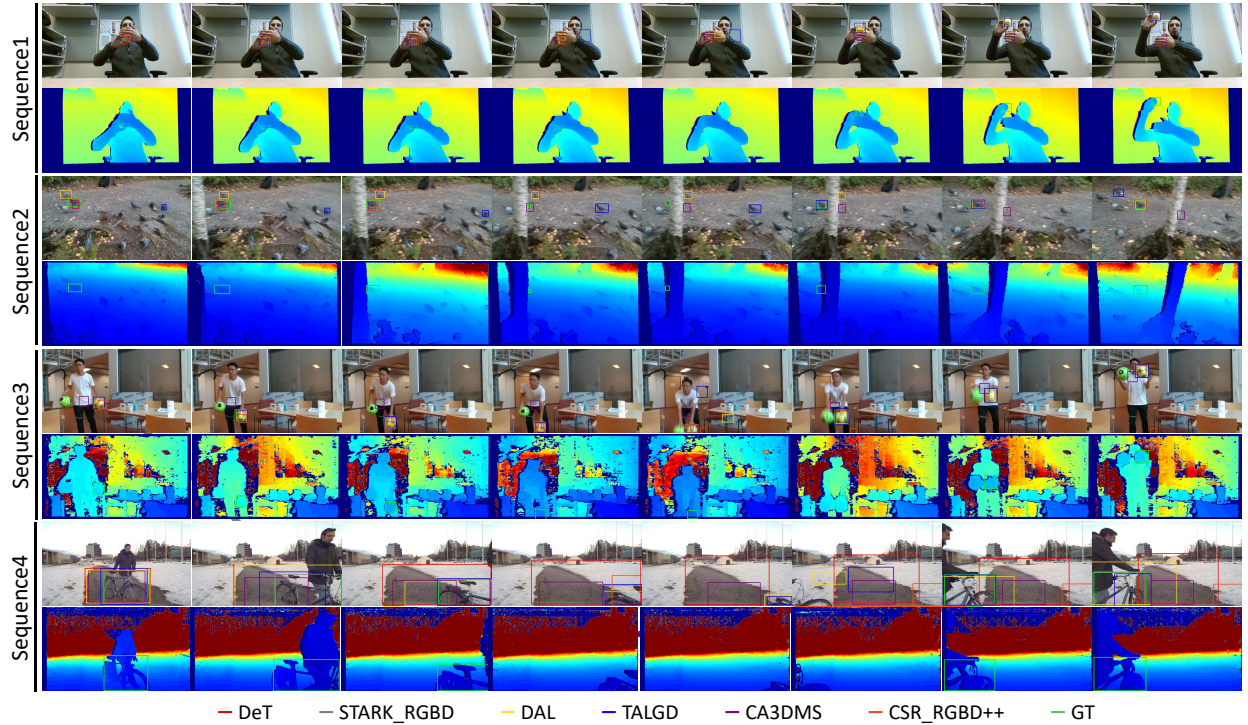 Sequence1
Sequence2
Sequence3
Sequence4
DeT STARK_RGBD DAL TALGD CA3DMS CSR_RGBD++ GT